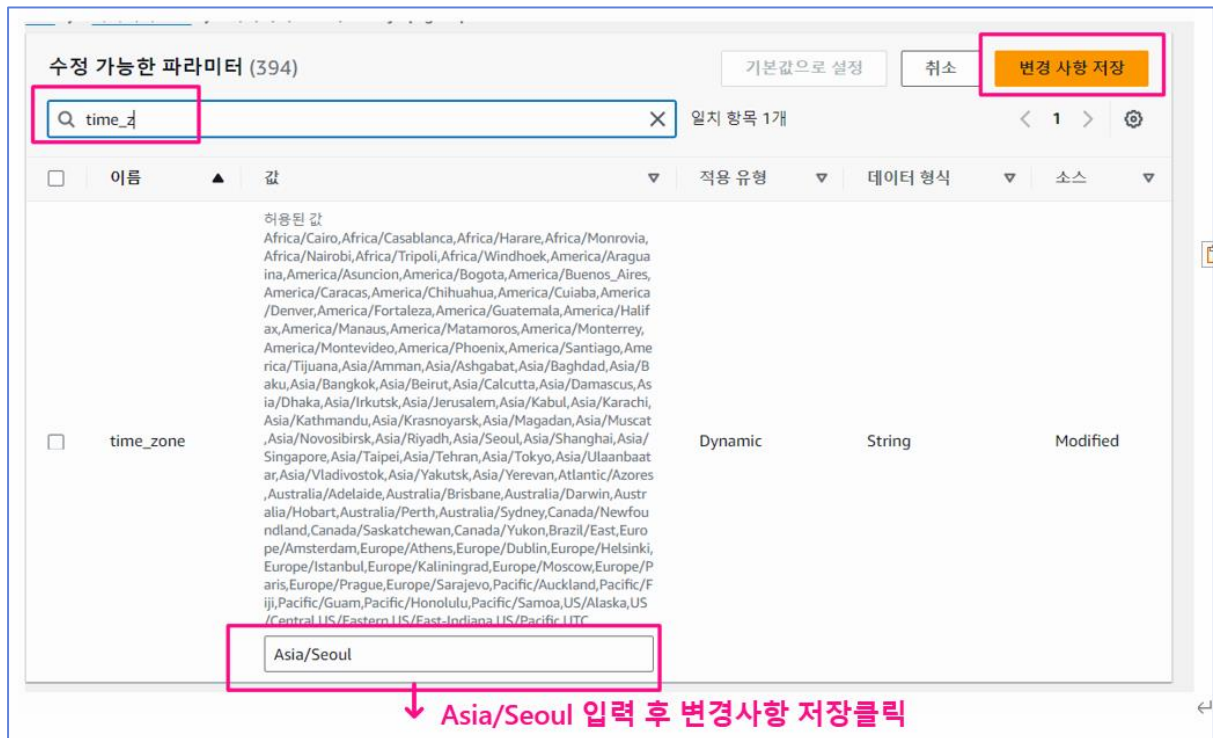 수정 가능한 파라미터 (394)
기본값으로 설정
취소
변경 사항 저장
time_z
일치 항목 1개
1
이름
값
적용 유형
데이터 형식
소스
허용된 값
Africa/Cairo,Africa/Casablanca,Africa/Harare,Africa/Monrovia,
Africa/Nairobi,Africa/Tripoli,Africa/Windhoek,America/Aragua
ina,America/Asuncion,America/Bogota,America/Buenos_Aires,
America/Caracas,America/Chihuahua,America/Cuiaba,America
/Denver,America/Fortaleza,America/Guatemala,America/Halif
ax,America/Manaus,America/Matamoros,America/Monterrey,
America/Montevideo,America/Phoenix,America/Santiago,Ame
rica/Tijuana,Asia/Amman,Asia/Ashgabat,Asia/Baghdad,Asia/B
aku,Asia/Bangkok,Asia/Beirut,Asia/Calcutta,Asia/Damascus,As
ia/Dhaka,Asia/Irkutsk,Asia/Jerusalem,Asia/Kabul,Asia/Karachi,
Asia/Kathmandu,Asia/Krasnoyarsk,Asia/Magadan,Asia/Muscat
,Asia/Novosibirsk,Asia/Riyadh,Asia/Seoul,Asia/Shanghai,Asia/
Singapore,Asia/Taipei,Asia/Tehran,Asia/Tokyo,Asia/Ulaanbaat
ar,Asia/Vladivostok,Asia/Yakutsk,Asia/Yerevan,Atlantic/Azores
,Australia/Adelaide,Australia/Brisbane,Australia/Darwin,Austr
alia/Hobart,Australia/Perth,Australia/Sydney,Canada/Newfou
ndland,Canada/Saskatchewan,Canada/Yukon,Brazil/East,Euro
pe/Amsterdam,Europe/Athens,Europe/Dublin,Europe/Helsinki,
Europe/Istanbul,Europe/Kaliningrad,Europe/Moscow,Europe/P
aris,Europe/Prague,Europe/Sarajevo,Pacific/Auckland,Pacific/F
iji,Pacific/Guam,Pacific/Honolulu,Pacific/Samoa,US/Alaska,US
/Central,US/Eastern,US/East-Indiana,US/Pacific,UTC
time_zone
Dynamic
String
Modified
Asia/Seoul
Asia/Seoul 입력 후 변경사항 저장클릭